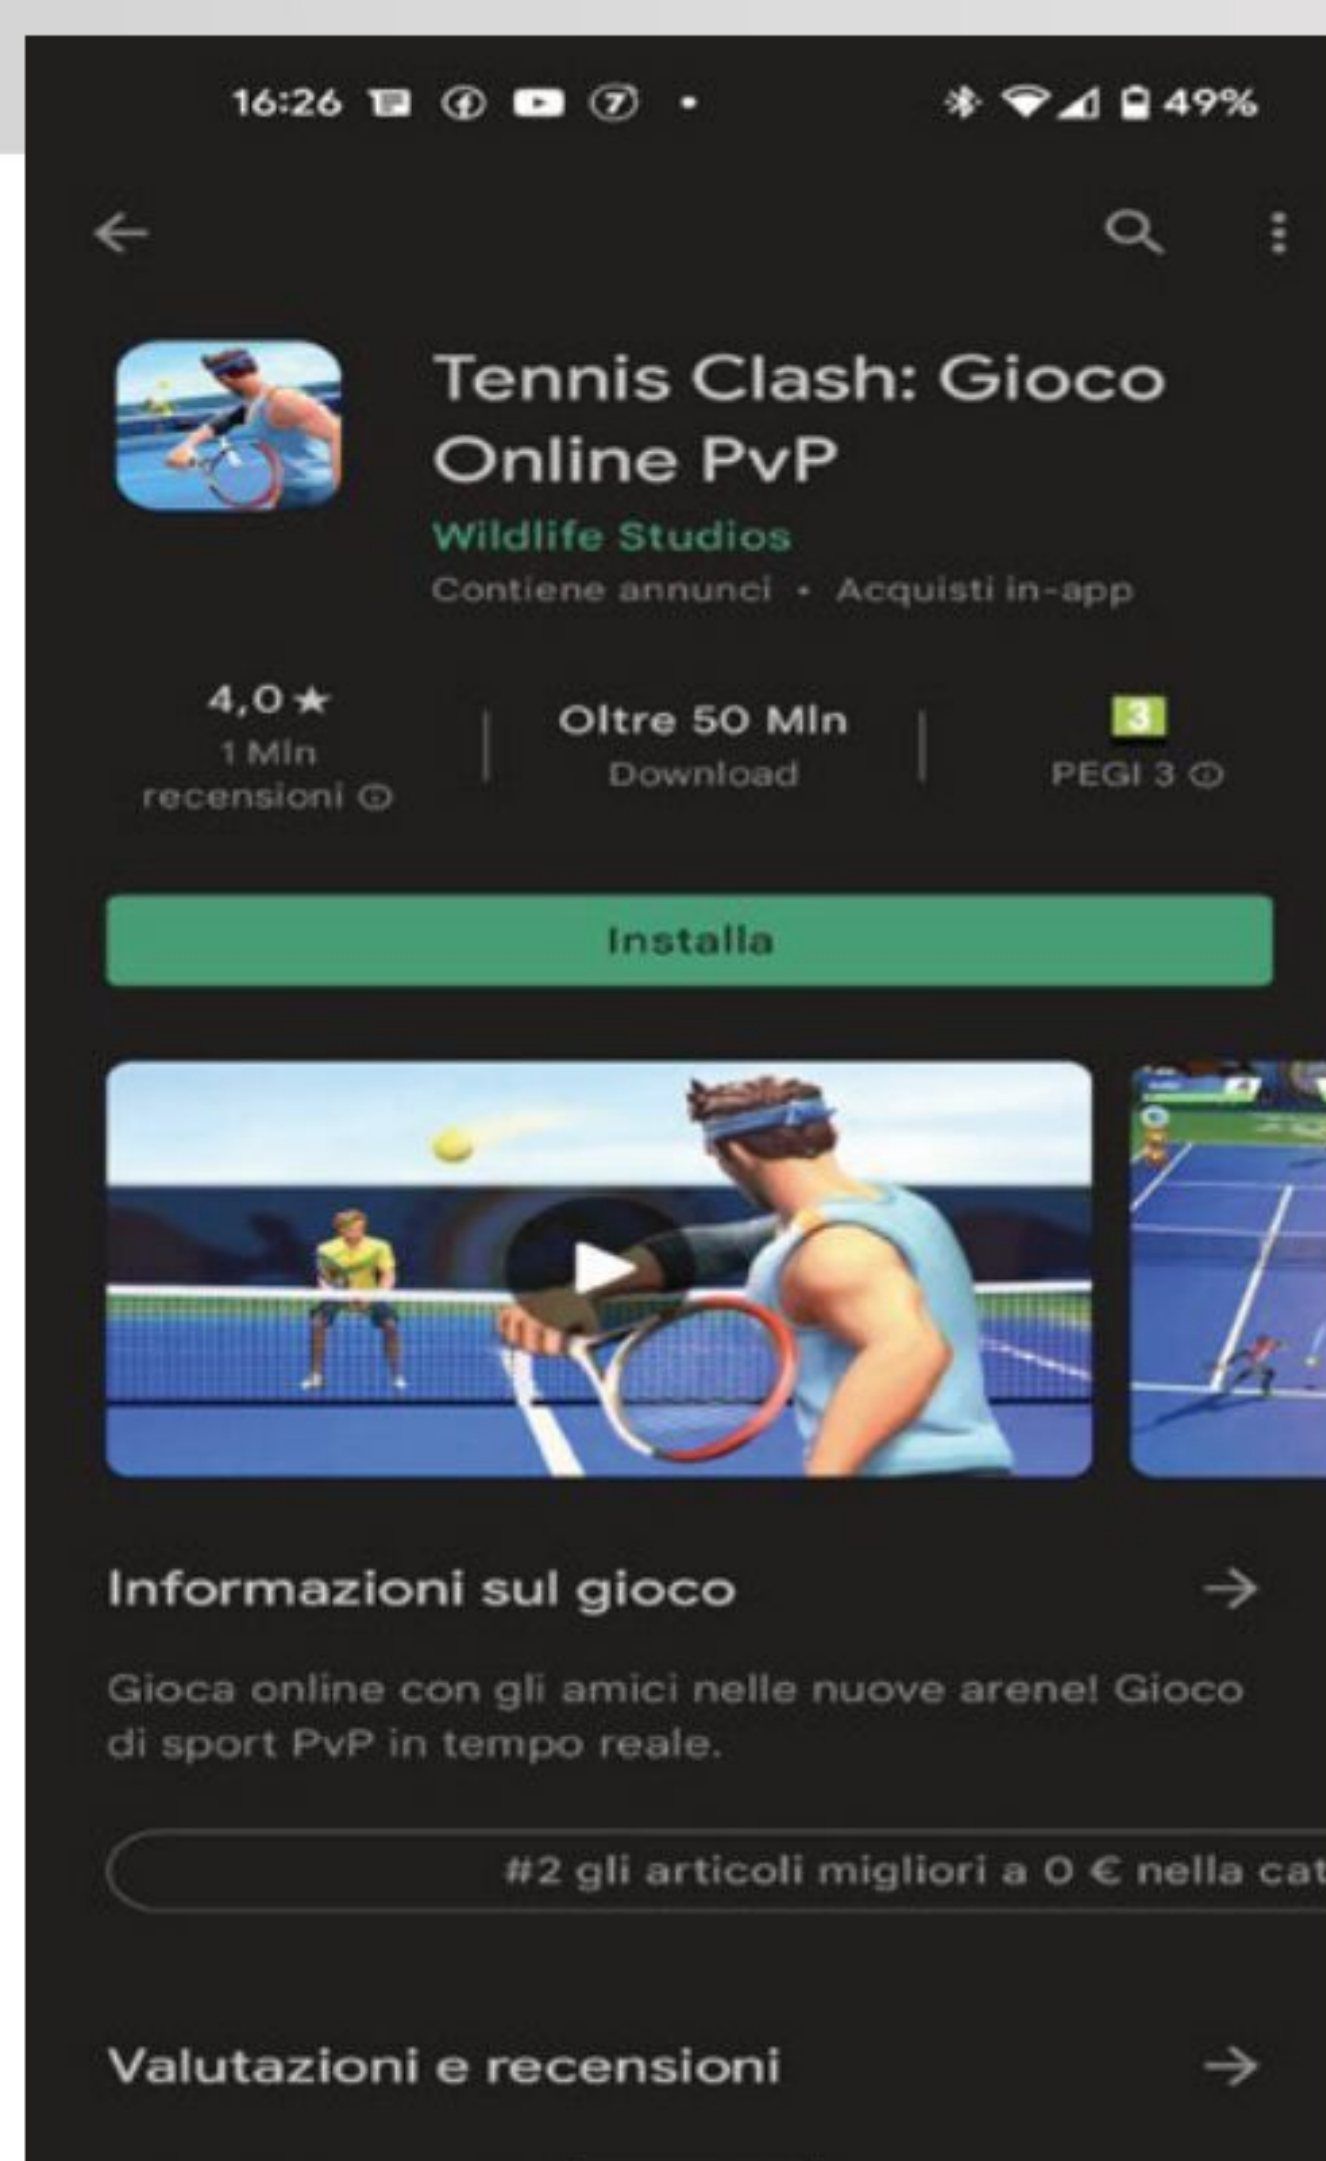 16:26
49%
Tennis Clash: Gioco
Online PvP
Wildlife Studios
Contiene annunci • Acquisti in-app
4,0★
1 Mln
recensioni
Oltre 50 Mln
Download
3
PEGI 3
Installa
Informazioni sul gioco
Gioca online con gli amici nelle nuove arene! Gioco
di sport PvP in tempo reale.
#2 gli articoli migliori a 0 € nella cat
Valutazioni e recensioni